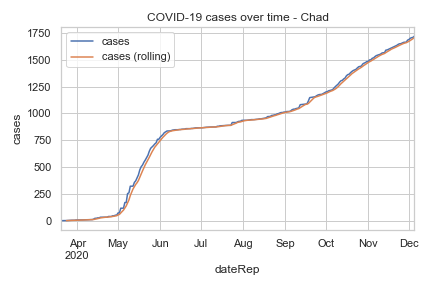 COVID-19 cases over time - Chad
cases
cases (rolling)
1750
1500
1250
1000
750
500
250
0
cases
Apr
2020
May
Jun
Jul
Aug
Sep
Oct
Nov
Dec
dateRep